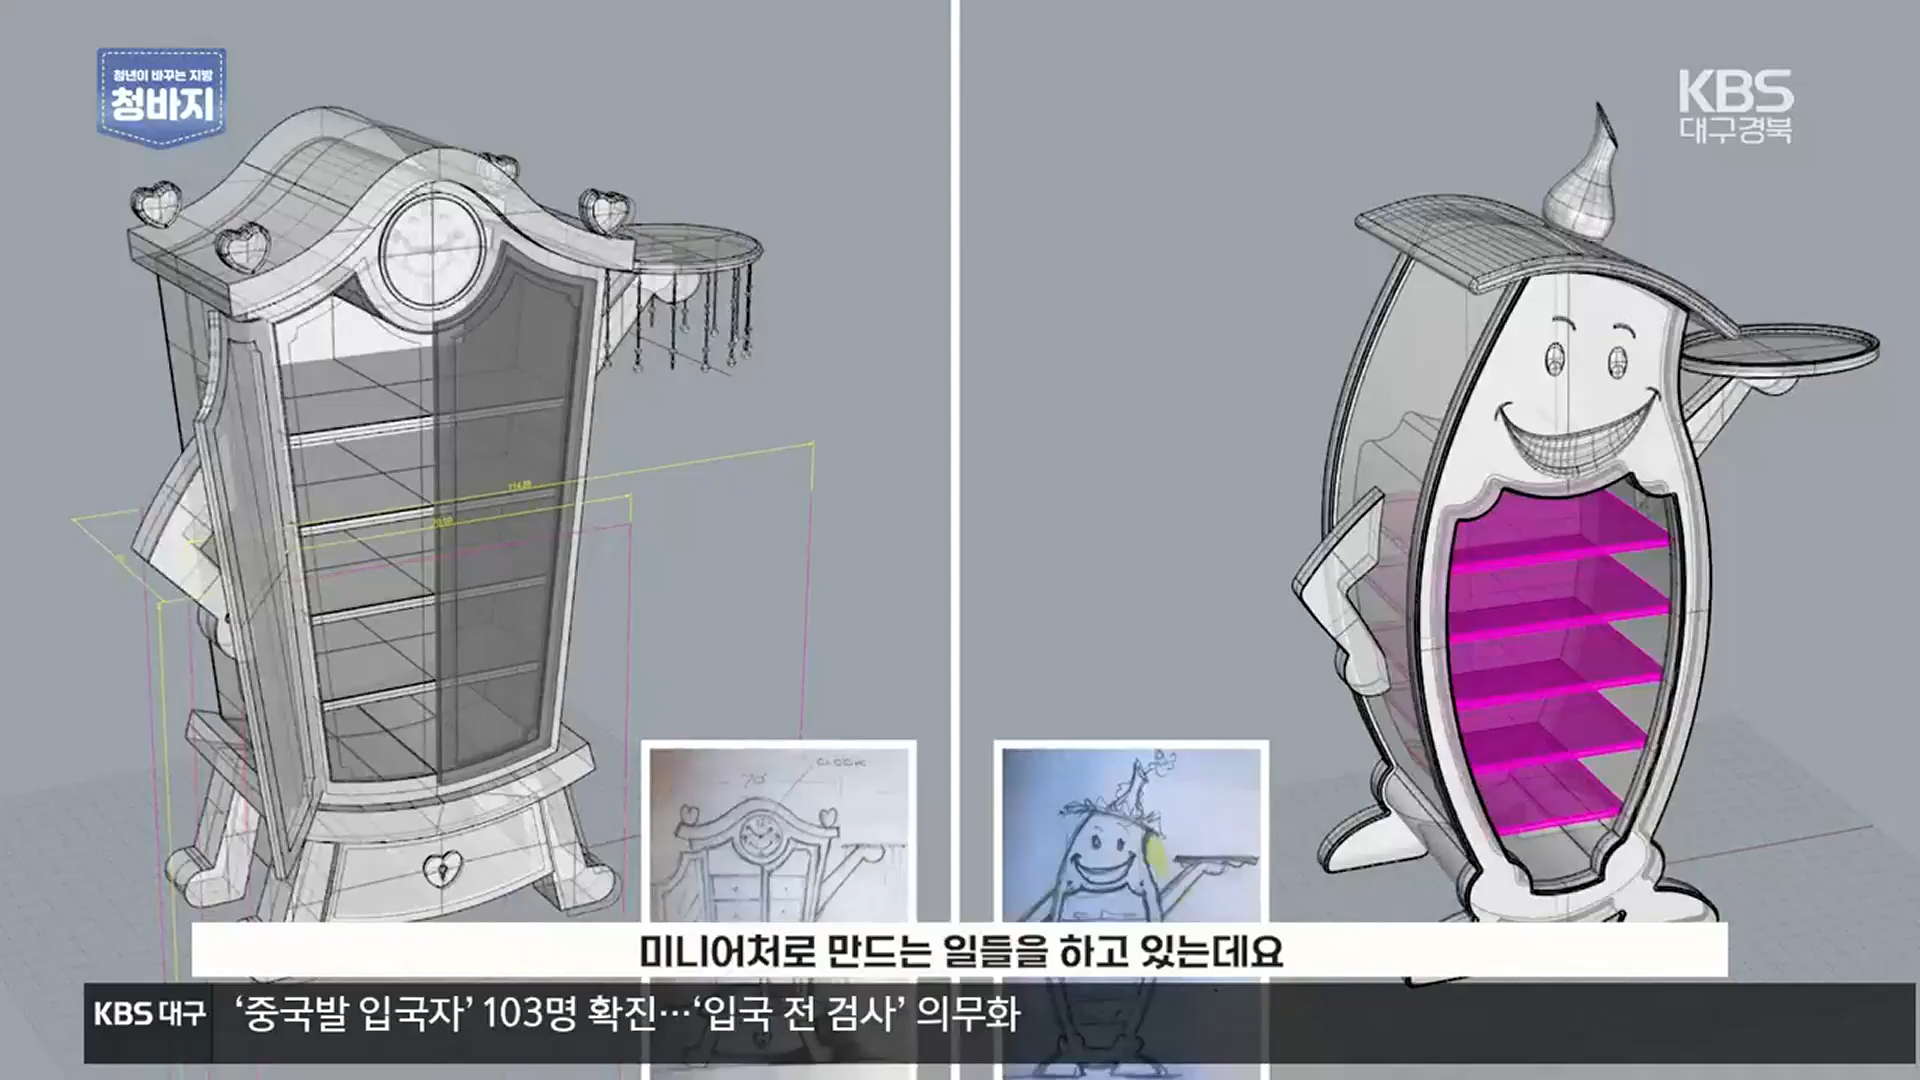 청년이 바꾸는 지방
청바지
KBS
대구경북
CLOCK
70
미니어처로 만드는 일들을 하고 있는데요
KBS 대구
‘중국발 입국자’ 103명 확진…‘입국 전 검사’ 의무화